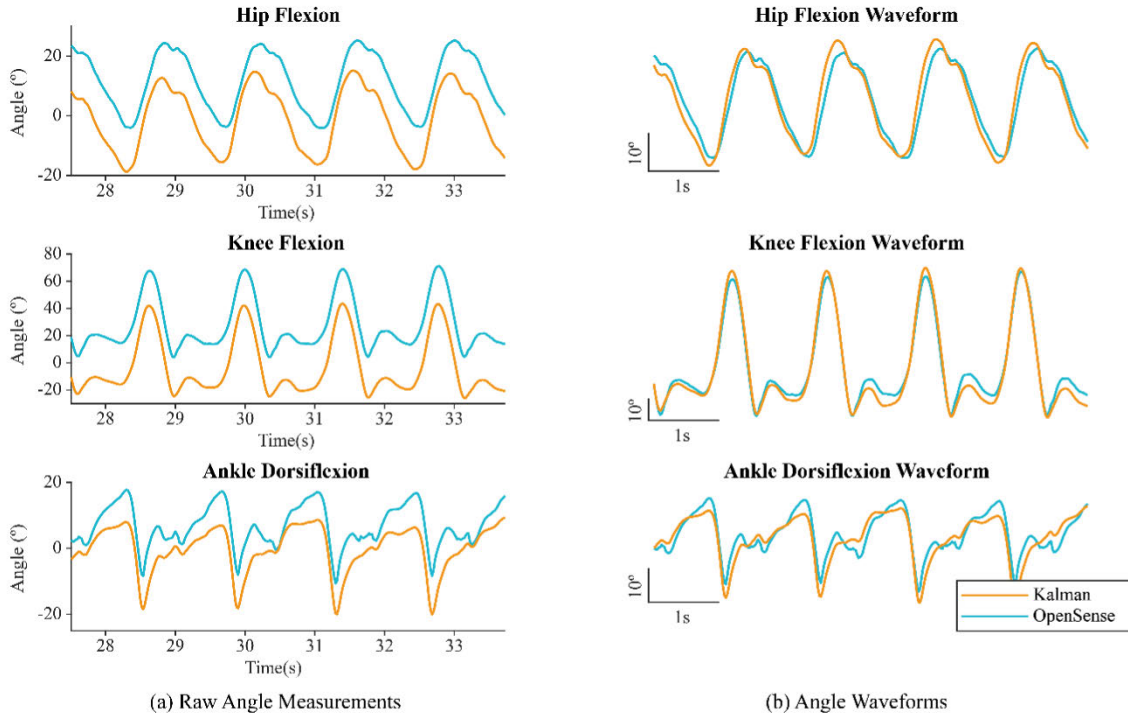 Hip Flexion
Angle (°)
20
0
-20
28 29 30 31 32 33
Time(s)
Knee Flexion
Angle (°)
80
60
40
20
0
-20
28 29 30 31 32 33
Time(s)
Ankle Dorsiflexion
Angle (°)
20
0
-20
28 29 30 31 32 33
Time(s)
(a) Raw Angle Measurements
Hip Flexion Waveform
10°
1s
Knee Flexion Waveform
10°
1s
Ankle Dorsiflexion Waveform
10°
1s
Kalman
OpenSense
(b) Angle Waveforms